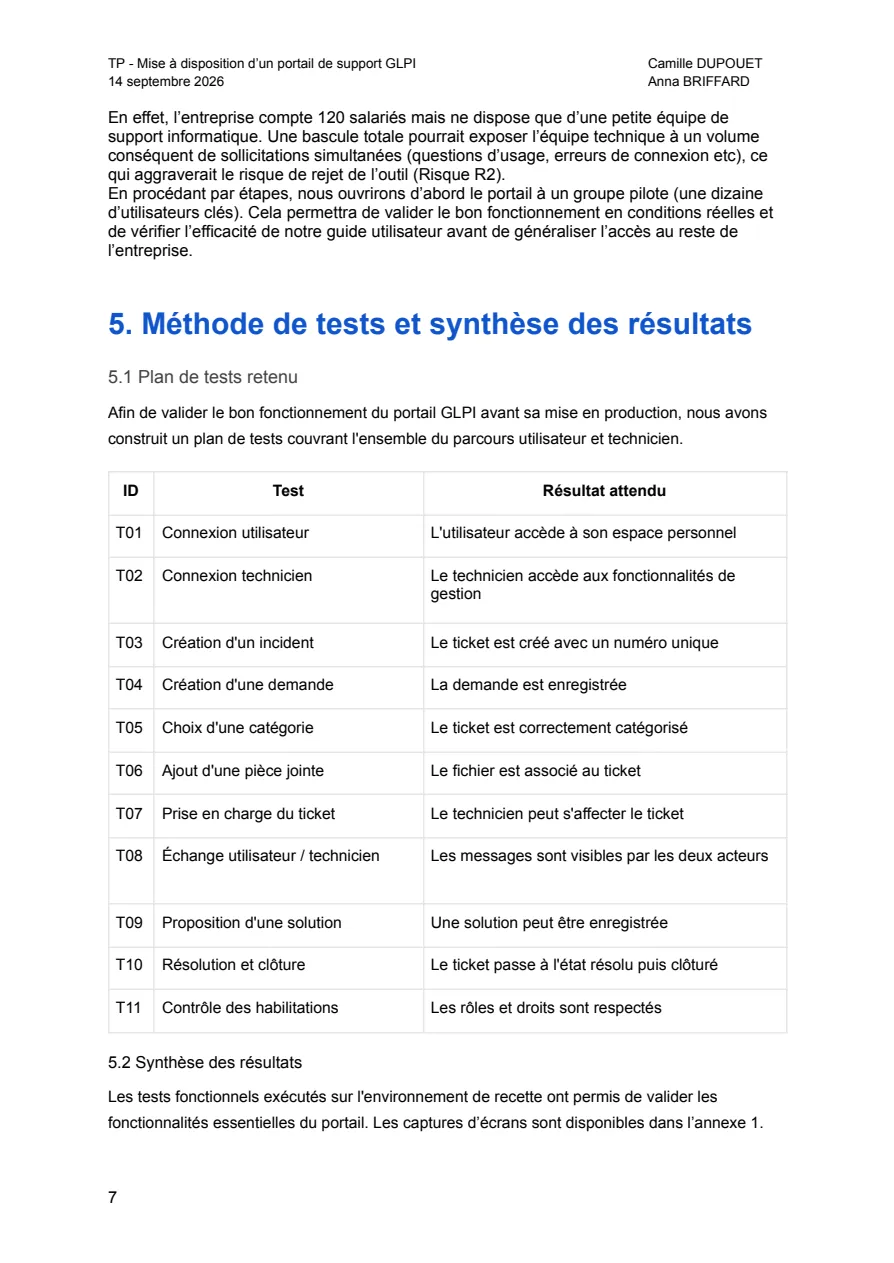 TP - Mise à disposition d’un portail de support GLPI
Camille DUPOUET
14 septembre 2026
Anna BRIFFARD
En effet, l’entreprise compte 120 salariés mais ne dispose que d’une petite équipe de
support informatique. Une bascule totale pourrait exposer l’équipe technique à un volume
conséquent de sollicitations simultanées (questions d’usage, erreurs de connexion etc), ce
qui aggraverait le risque de rejet de l’outil (Risque R2).
En procédant par étapes, nous ouvrirons d’abord le portail à un groupe pilote (une dizaine
d’utilisateurs clés). Cela permettra de valider le bon fonctionnement en conditions réelles et
de vérifier l’efficacité de notre guide utilisateur avant de généraliser l’accès au reste de
l’entreprise.
5. Méthode de tests et synthèse des résultats
5.1 Plan de tests retenu
Afin de valider le bon fonctionnement du portail GLPI avant sa mise en production, nous avons
construit un plan de tests couvrant l'ensemble du parcours utilisateur et technicien.
ID Test Résultat attendu
T01 Connexion utilisateur L'utilisateur accède à son espace personnel
T02 Connexion technicien Le technicien accède aux fonctionnalités de
gestion
T03 Création d'un incident Le ticket est créé avec un numéro unique
T04 Création d'une demande La demande est enregistrée
T05 Choix d'une catégorie Le ticket est correctement catégorisé
T06 Ajout d'une pièce jointe Le fichier est associé au ticket
T07 Prise en charge du ticket Le technicien peut s'affecter le ticket
T08 Échange utilisateur / technicien Les messages sont visibles par les deux acteurs
T09 Proposition d'une solution Une solution peut être enregistrée
T10 Résolution et clôture Le ticket passe à l'état résolu puis clôturé
T11 Contrôle des habilitations Les rôles et droits sont respectés
5.2 Synthèse des résultats
Les tests fonctionnels exécutés sur l'environnement de recette ont permis de valider les
fonctionnalités essentielles du portail. Les captures d’écrans sont disponibles dans l’annexe 1.
7